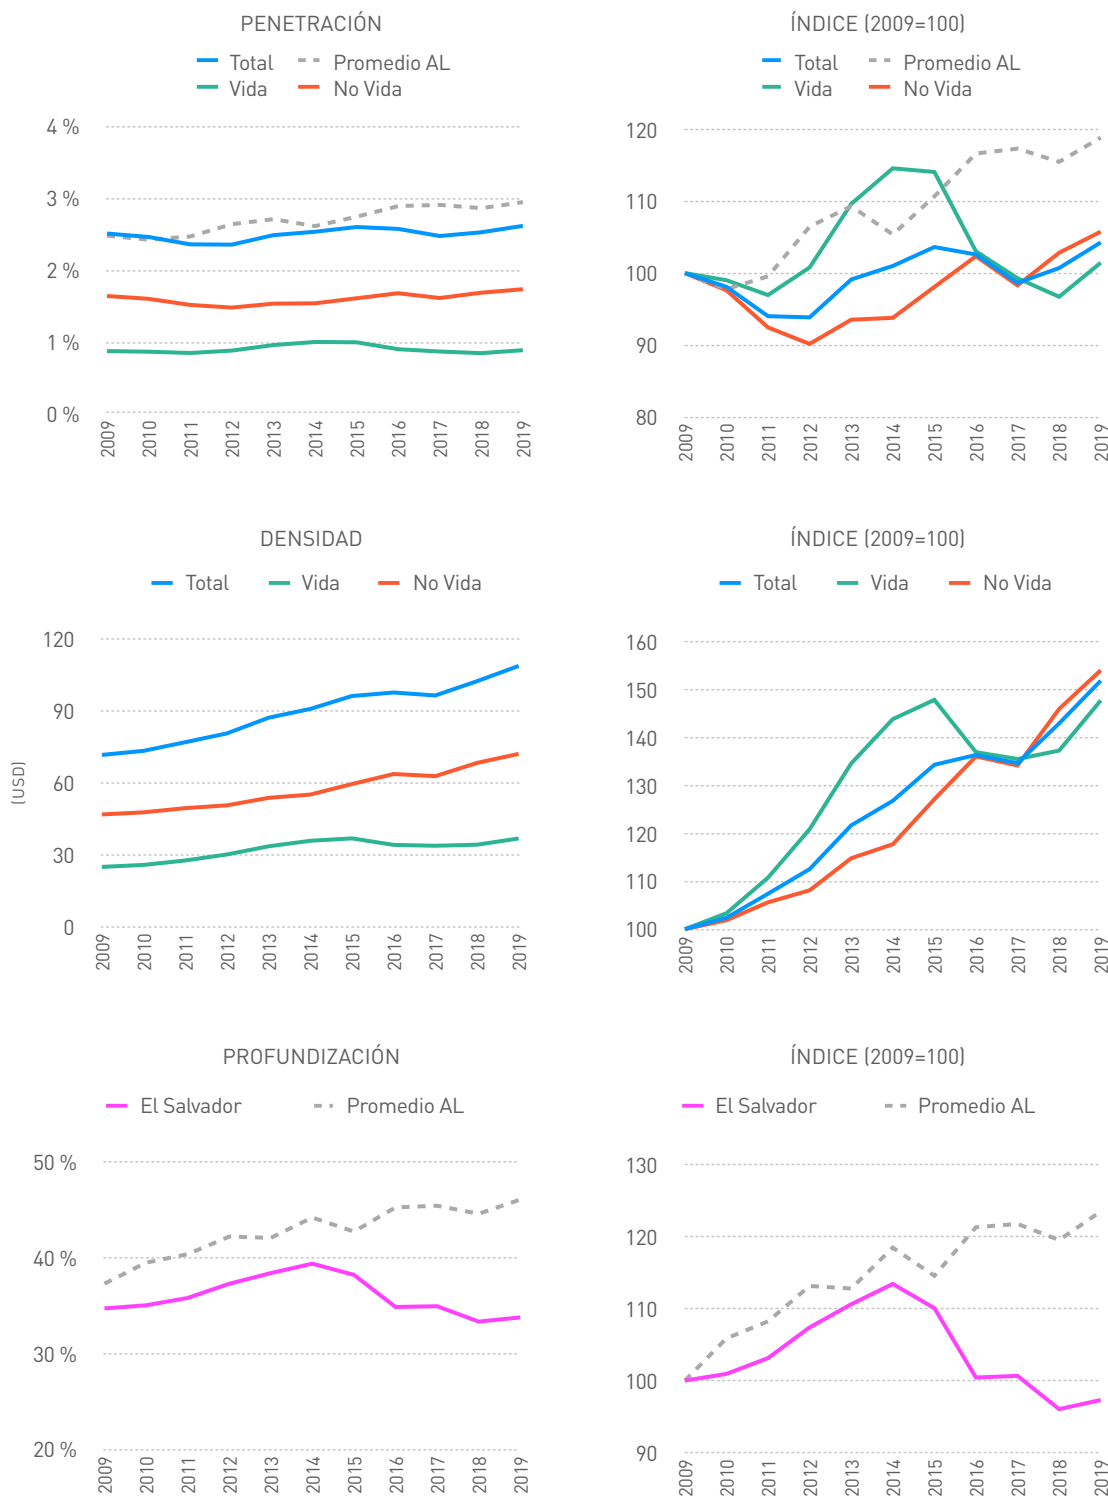 PENETRACIÓN
Total Promedio AL
Vida No Vida
4 %
3 %
2 %
1 %
0 %
2009 2010 2011 2012 2013 2014 2015 2016 2017 2018 2019
ÍNDICE (2009=100)
Total Promedio AL
Vida No Vida
120
110
100
90
80
2009 2010 2011 2012 2013 2014 2015 2016 2017 2018 2019
DENSIDAD
Total Vida No Vida
(USD)
120
90
60
30
0
2009 2010 2011 2012 2013 2014 2015 2016 2017 2018 2019
ÍNDICE (2009=100)
Total Vida No Vida
160
150
140
130
120
110
100
2009 2010 2011 2012 2013 2014 2015 2016 2017 2018 2019
PROFUNDIZACIÓN
El Salvador Promedio AL
50 %
40 %
30 %
20 %
2009 2010 2011 2012 2013 2014 2015 2016 2017 2018 2019
ÍNDICE (2009=100)
El Salvador Promedio AL
130
120
110
100
90
2009 2010 2011 2012 2013 2014 2015 2016 2017 2018 2019